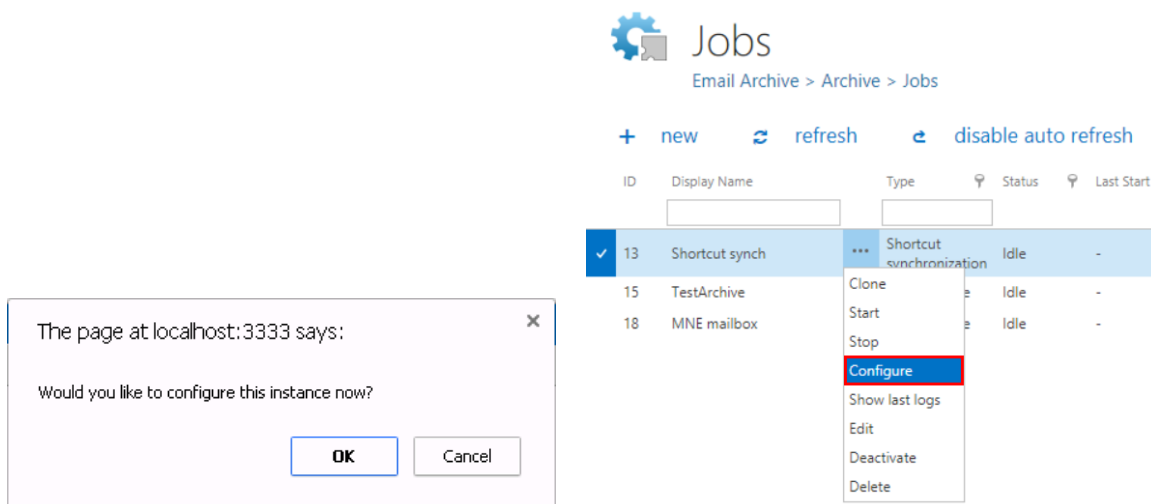 Jobs
Email Archive > Archive > Jobs
new refresh disable auto refresh
ID Display Name Type Status Last Start
13 Shortcut synch ... Shortcut synchronization Idle -
15 TestArchive Idle -
18 MNE mailbox Idle -
Clone
Start
Stop
Configure
Show last logs
Edit
Deactivate
Delete
The page at localhost:3333 says:
Would you like to configure this instance now?
OK Cancel